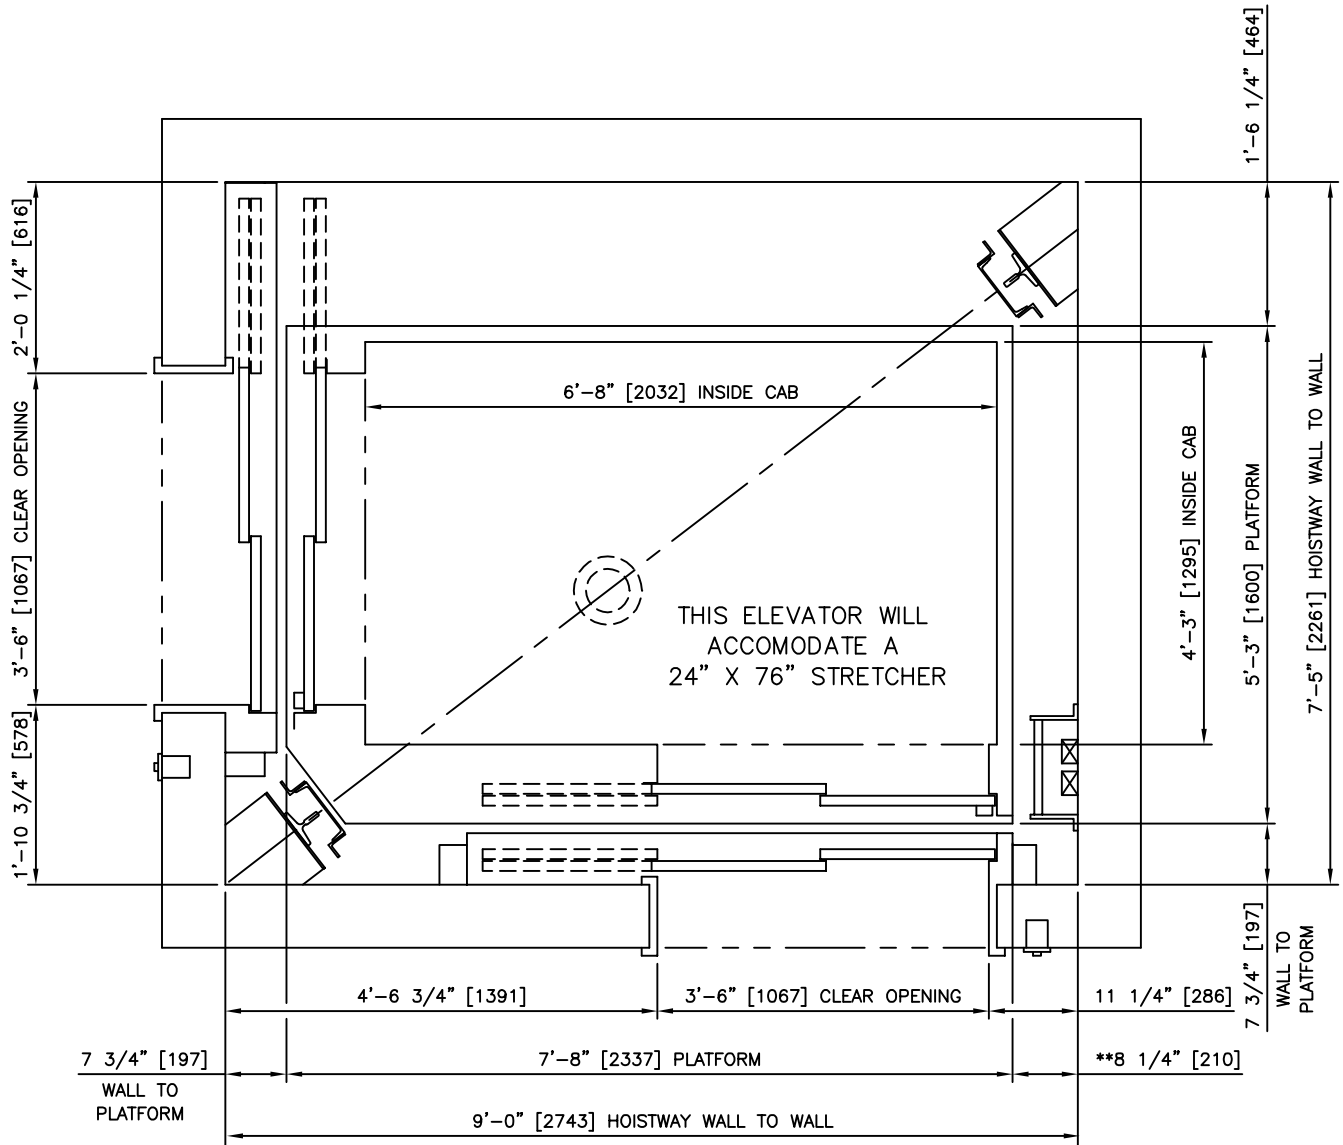 1'-6 1/4" [464]
2'-0 1/4" [616]
3'-6" [1067] CLEAR OPENING
1'-10 3/4" [578]
6'-8" [2032] INSIDE CAB
THIS ELEVATOR WILL
ACCOMODATE A
24" X 76" STRETCHER
4'-3" [1295] INSIDE CAB
5'-3" [1600] PLATFORM
7'-5" [2261] HOISTWAY WALL TO WALL
7 3/4" [197]
WALL TO
PLATFORM
4'-6 3/4" [1391]
3'-6" [1067] CLEAR OPENING
11 1/4" [286]
7 3/4" [197]
WALL TO
PLATFORM
7'-8" [2337] PLATFORM
**8 1/4" [210]
9'-0" [2743] HOISTWAY WALL TO WALL